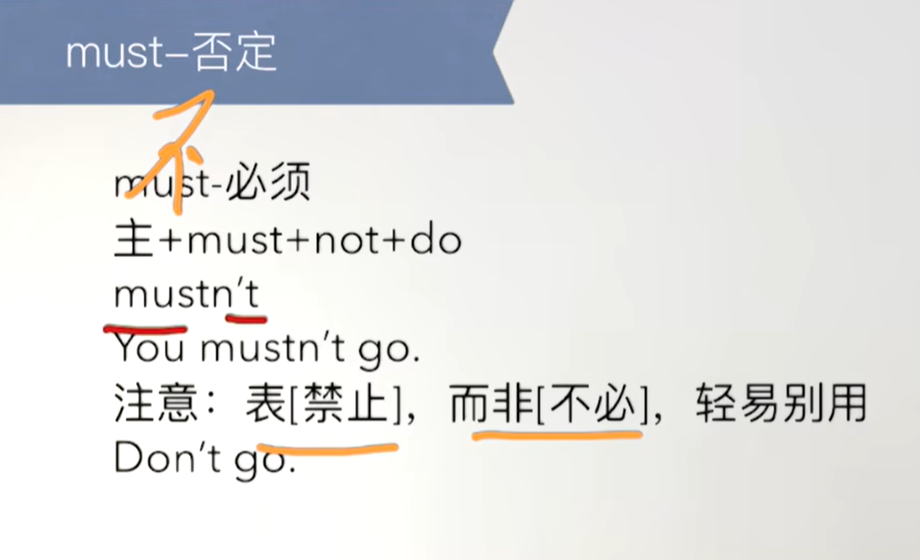 must–否定
不
must-必须
主+must+not+do
mustn’t
You mustn’t go.
注意：表[禁止]，而非[不必]，轻易别用
Don’t go.